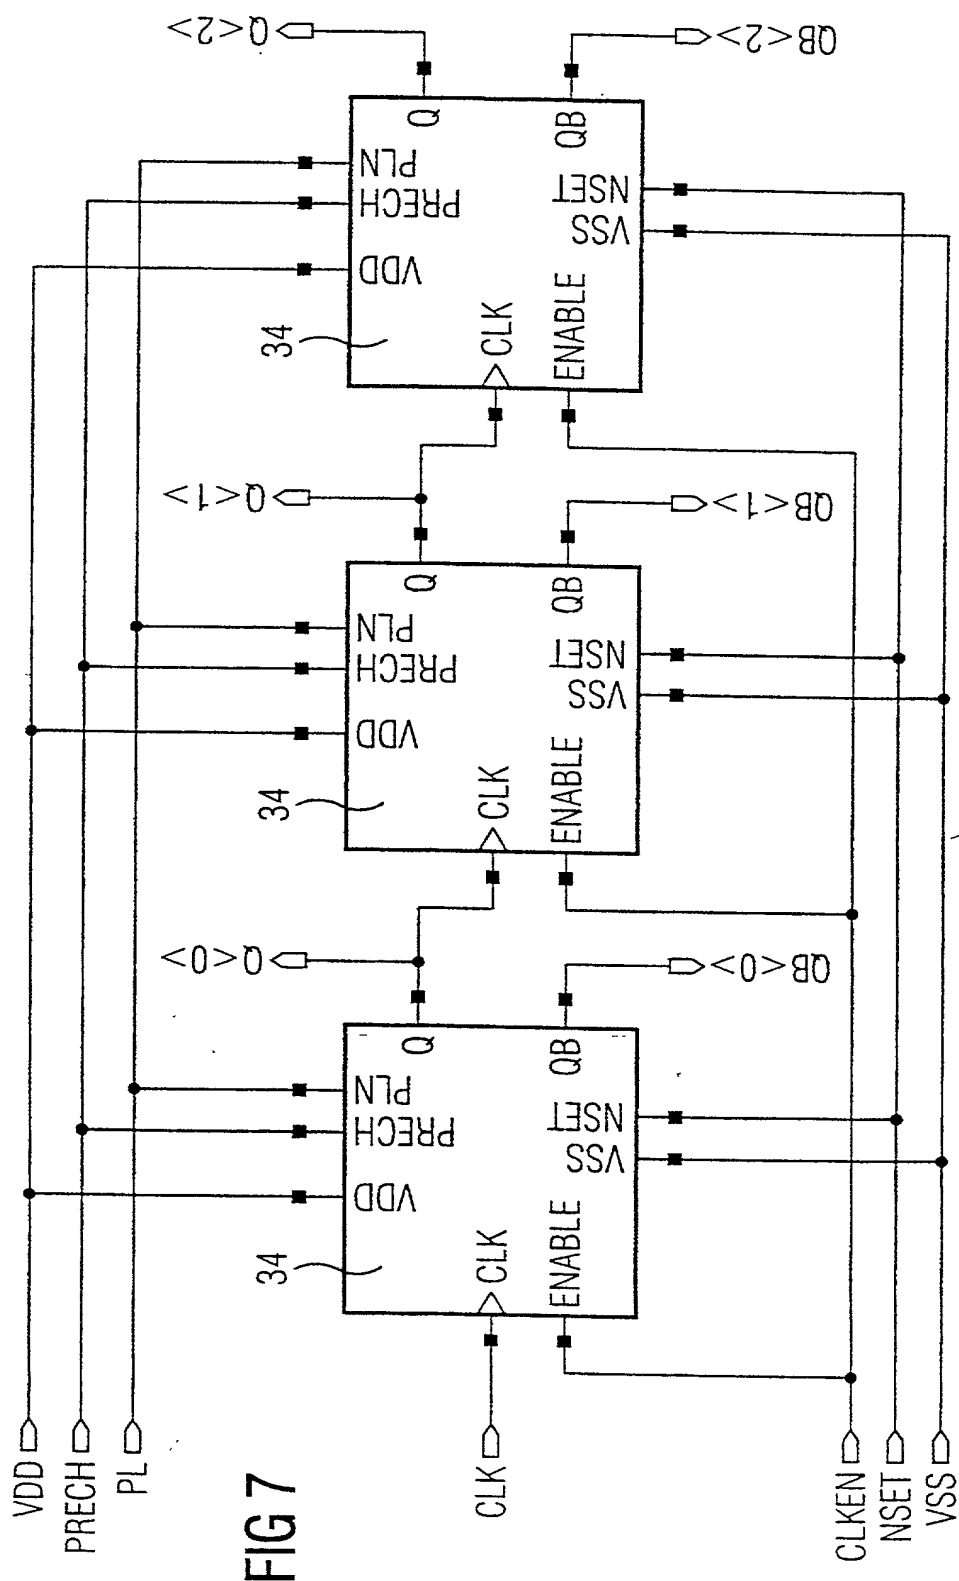 VDD
PRECH
PL
CLK
CLKEN
NSET
VSS
34
VDD
PRECH
PLN
Q
CLK
ENABLE
VSS
NSET
QB
Q<0>
QB<0>
34
VDD
PRECH
PLN
Q
CLK
ENABLE
VSS
NSET
QB
Q<1>
QB<1>
34
VDD
PRECH
PLN
Q
CLK
ENABLE
VSS
NSET
QB
Q<2>
QB<2>
FIG 7